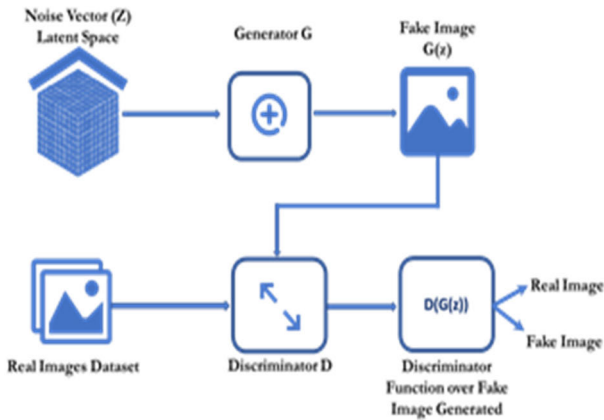 Noise Vector (Z)
Latent Space
Generator G
Fake Image
G(z)
Real Images Dataset
Discriminator D
D(G(z))
Discriminator
Function over Fake
Image Generated
Real Image
Fake Image